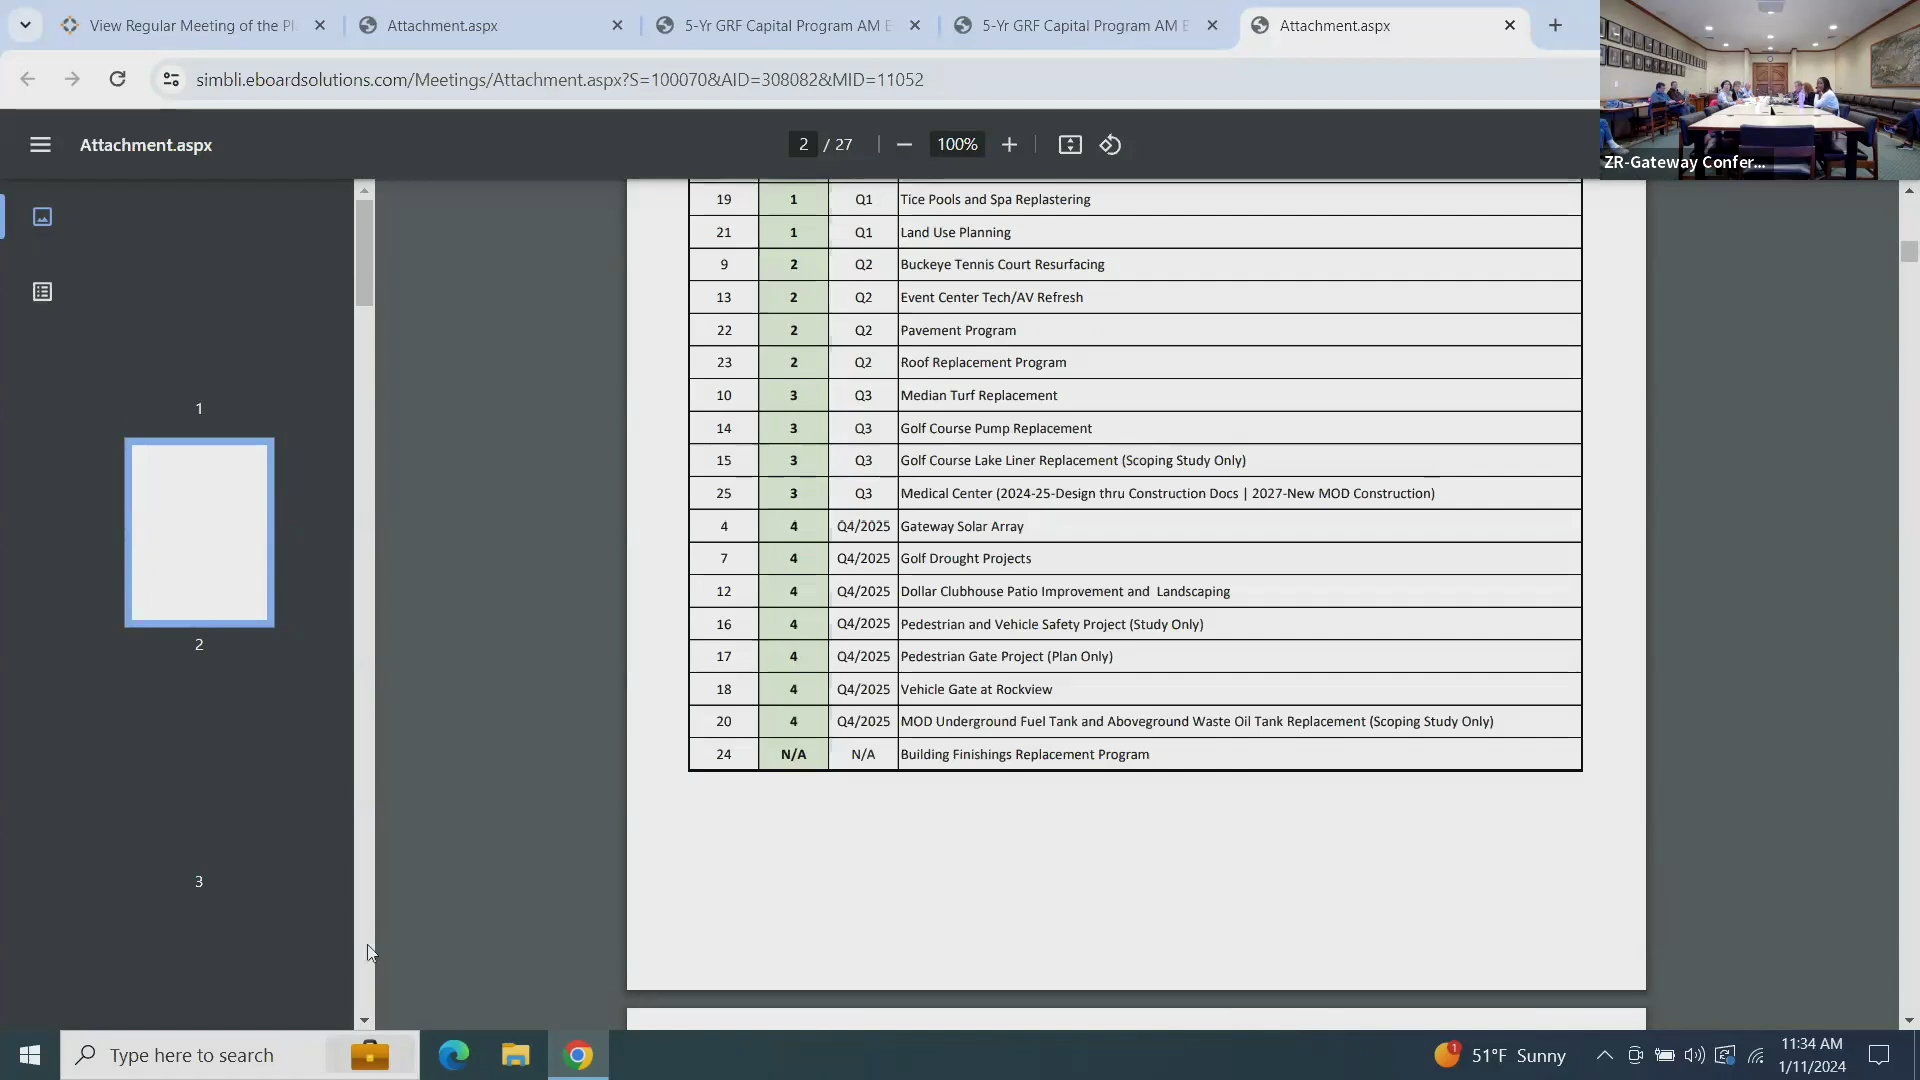 View Regular Meeting of the Pl
Attachment.aspx
5-Yr GRF Capital Program AM E
5-Yr GRF Capital Program AM E
Attachment.aspx
simbli.eboardsolutions.com/Meetings/Attachment.aspx?S=100070&AID=308082&MID=11052
Attachment.aspx
2 / 27
100%
ZR-Gateway Confer...
19 1 Q1 Tice Pools and Spa Replastering
21 1 Q1 Land Use Planning
9 2 Q2 Buckeye Tennis Court Resurfacing
13 2 Q2 Event Center Tech/AV Refresh
22 2 Q2 Pavement Program
23 2 Q2 Roof Replacement Program
10 3 Q3 Median Turf Replacement
14 3 Q3 Golf Course Pump Replacement
15 3 Q3 Golf Course Lake Liner Replacement (Scoping Study Only)
25 3 Q3 Medical Center (2024-25-Design thru Construction Docs | 2027-New MOD Construction)
4 4 Q4/2025 Gateway Solar Array
7 4 Q4/2025 Golf Drought Projects
12 4 Q4/2025 Dollar Clubhouse Patio Improvement and Landscaping
16 4 Q4/2025 Pedestrian and Vehicle Safety Project (Study Only)
17 4 Q4/2025 Pedestrian Gate Project (Plan Only)
18 4 Q4/2025 Vehicle Gate at Rockview
20 4 Q4/2025 MOD Underground Fuel Tank and Aboveground Waste Oil Tank Replacement (Scoping Study Only)
24 N/A N/A Building Finishings Replacement Program
1
2
3
Type here to search
1
51°F Sunny
11:34 AM
1/11/2024